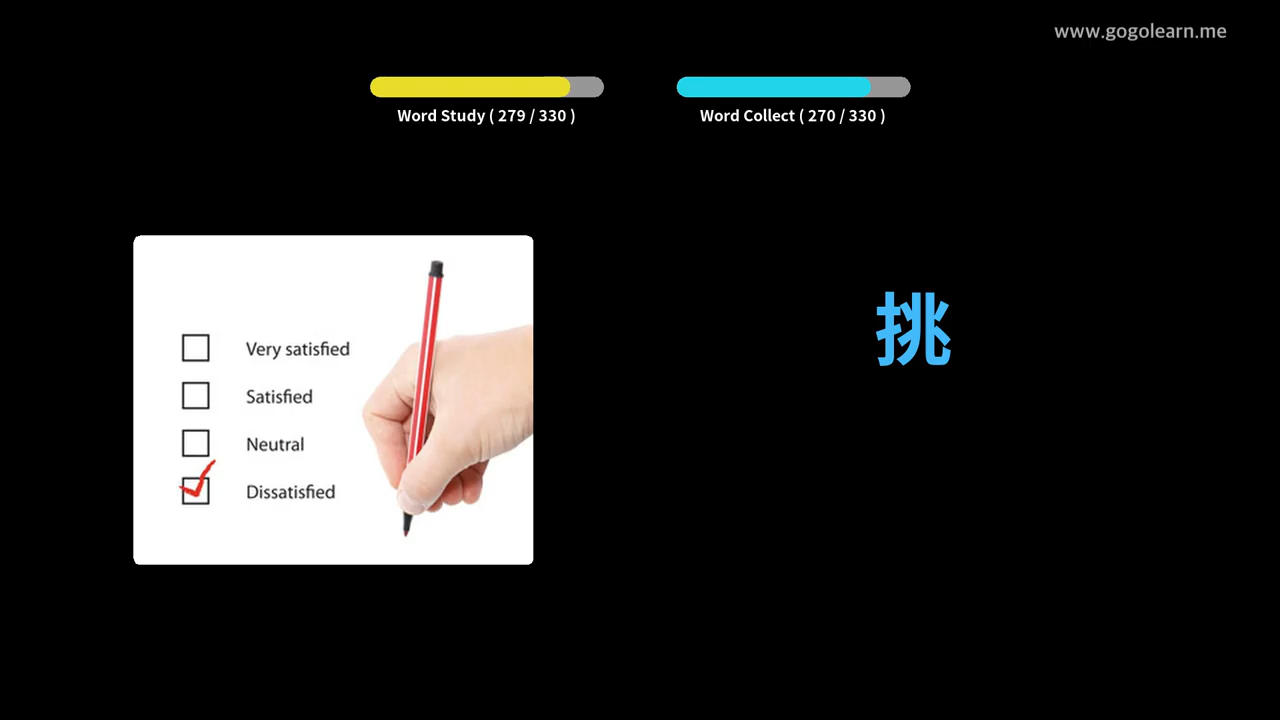 www.gogolearn.me
Word Study ( 279 / 330 )
Word Collect ( 270 / 330 )
Very satisfied
Satisfied
Neutral
Dissatisfied
挑